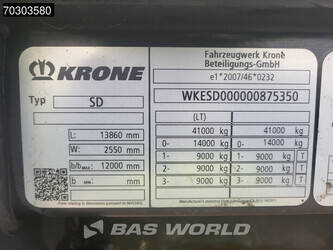 70303580
KRONE
Fahrzeugwerk Krone
Beteiligungs-GmbH
e1*2007/46*0232
Typ SD
WKESD000000875350
(LT)
L: 13860 mm
W: 2550 mm
b/bMAX: 12000 mm
b mm
41000 kg 41000 kg
0- 14000 kg 0- 14000 kg
1- 9000 kg 1- 9000 kg T
2- 9000 kg 2- 9000 kg T
3- 9000 kg 3- 9000 kg T
BAS WORLD